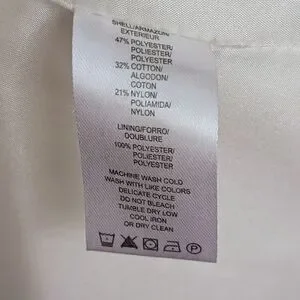 SHELL/ARMAZON/
EXTERIEUR
47% POLYESTER/
POLIESTER/
POLYESTER
32% COTTON/
ALGODON/
COTON
21% NYLON/
POLIAMIDA/
NYLON
LINING/FORRO/
DOUBLURE
100% POLYESTER/
POLIESTER/
POLYESTER
MACHINE WASH COLD
WASH WITH LIKE COLORS
DELICATE CYCLE
DO NOT BLEACH
TUMBLE DRY LOW
COOL IRON
OR DRY CLEAN
P